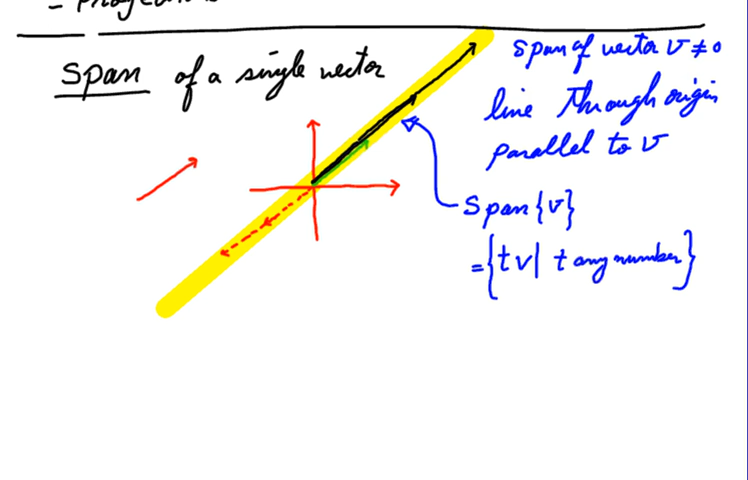 Span of a single vector
Span of vector v ≠ 0
line through origin
parallel to v
Span{v}
= {tv | t any number}